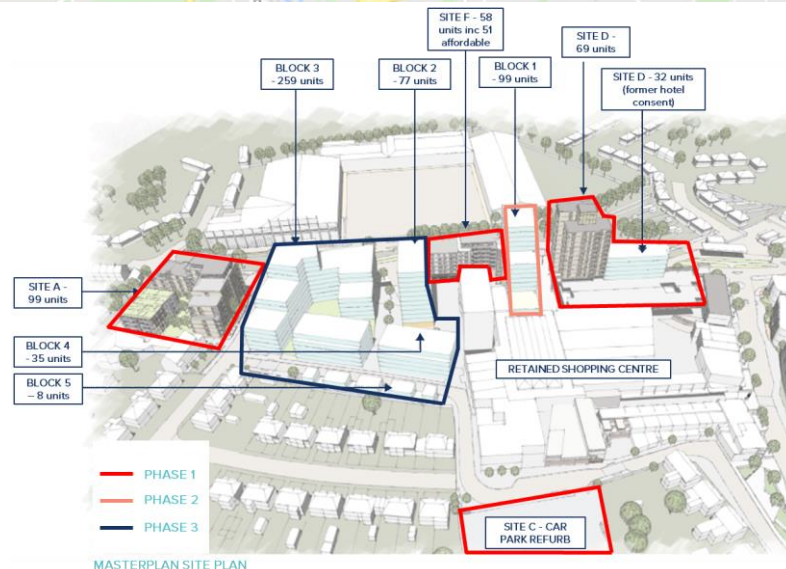 SITE F - 58
units inc 51
affordable
SITE D -
69 units
BLOCK 3
- 259 units
BLOCK 2
- 77 units
BLOCK 1
- 99 units
SITE D - 32 units
(former hotel
consent)
SITE A -
99 units
BLOCK 4
- 35 units
BLOCK 5
– 8 units
RETAINED SHOPPING CENTRE
PHASE 1
PHASE 2
PHASE 3
SITE C - CAR
PARK REFURB
MASTERPLAN SITE PLAN